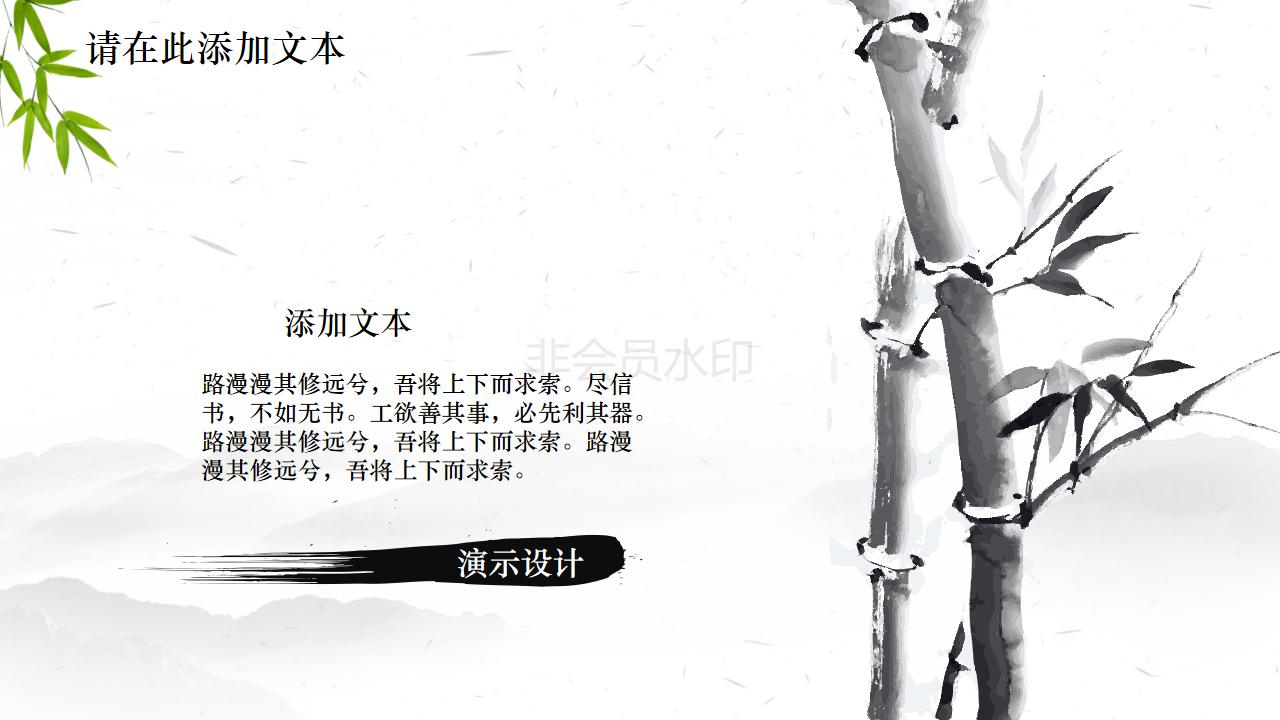 请在此添加文本
添加文本
非会员水印
路漫漫其修远兮，吾将上下而求索。尽信
书，不如无书。工欲善其事，必先利其器。
路漫漫其修远兮，吾将上下而求索。路漫
漫其修远兮，吾将上下而求索。
演示设计